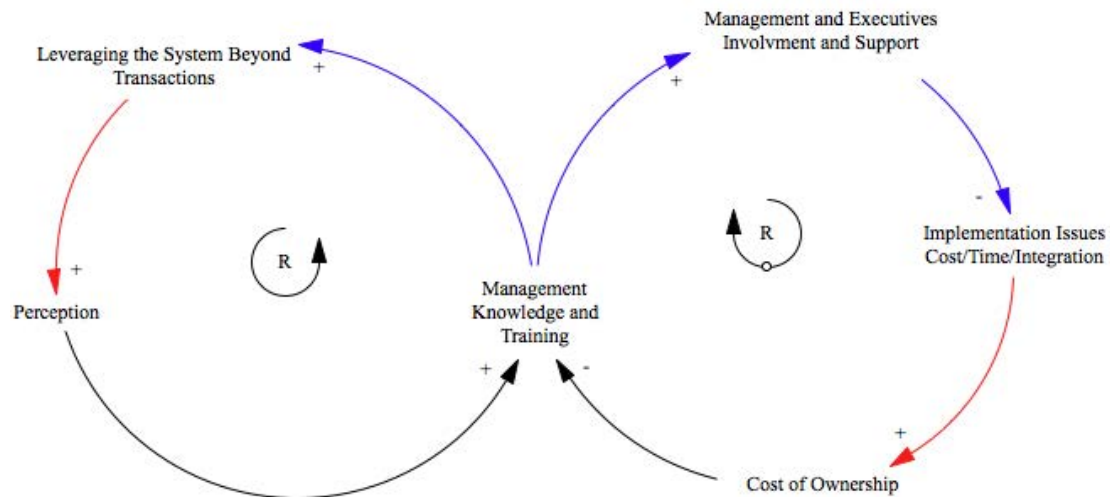 Management and Executives
Involvment and Support
Leveraging the System Beyond
Transactions
+
+
-
R
R
Implementation Issues
Cost/Time/Integration
+
Perception
Management
Knowledge and
Training
+
-
+
Cost of Ownership